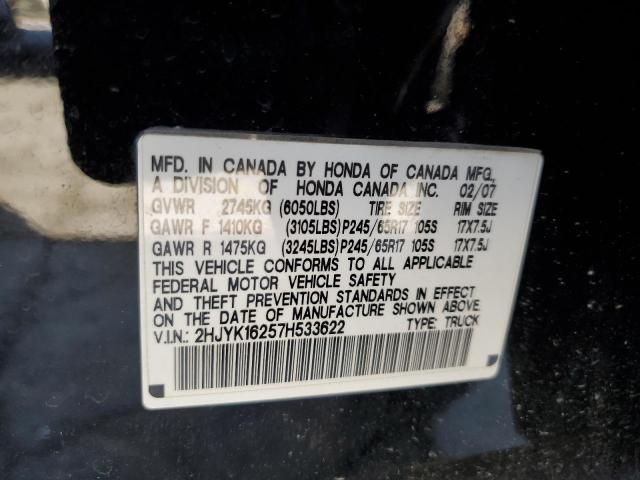 MFD. IN CANADA BY HONDA OF CANADA MFG.,
A DIVISION OF HONDA CANADA INC. 02/07
GVWR 2745KG (6050LBS) TIRE SIZE RIM SIZE
GAWR F 1410KG (3105LBS)P245/65R17 105S 17X7.5J
GAWR R 1475KG (3245LBS)P245/65R17 105S 17X7.5J
THIS VEHICLE CONFORMS TO ALL APPLICABLE
FEDERAL MOTOR VEHICLE SAFETY
AND THEFT PREVENTION STANDARDS IN EFFECT
ON THE DATE OF MANUFACTURE SHOWN ABOVE.
V.I.N.: 2HJYK16257H533622 TYPE: TRUCK